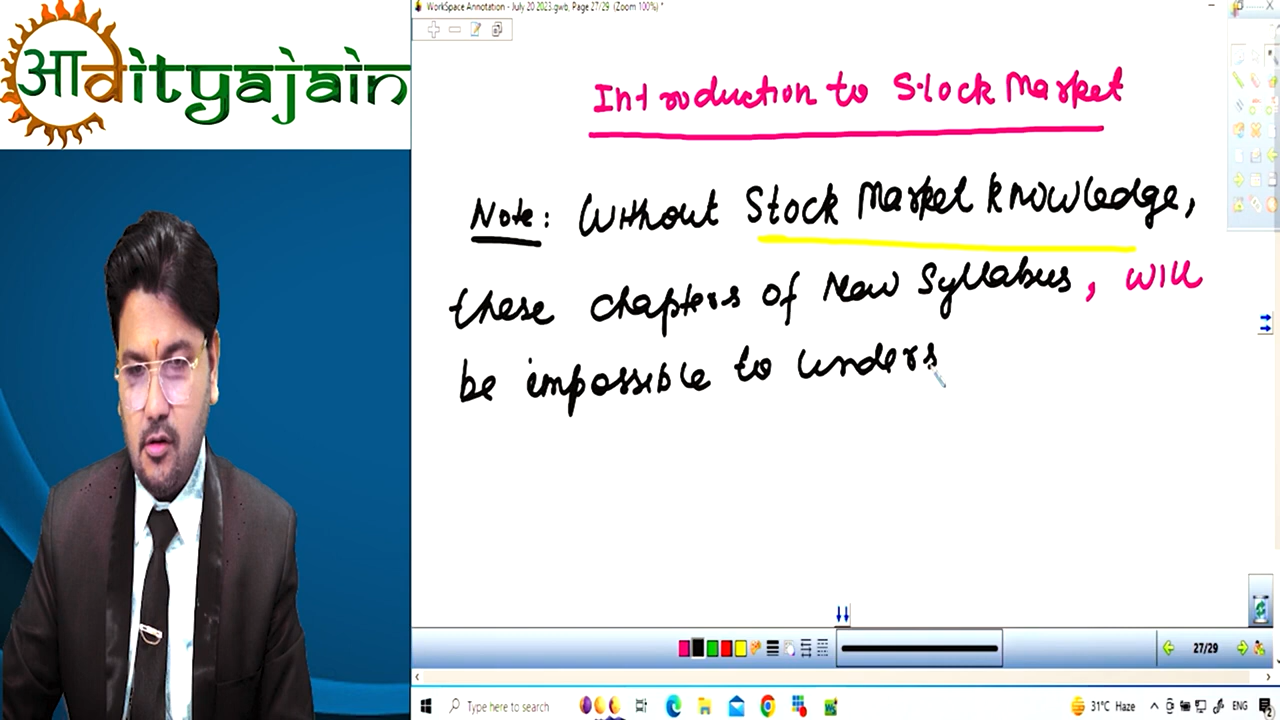 आdityajain
WorkSpace Annotation - July 20 2023.gwb, Page 27/29 (Zoom 100%) *
Introduction to Stock Market
Note: Without Stock Market knowledge,
these chapters of New Syllabus, will
be impossible to unders
27/29
Type here to search
31°C Haze
ENG